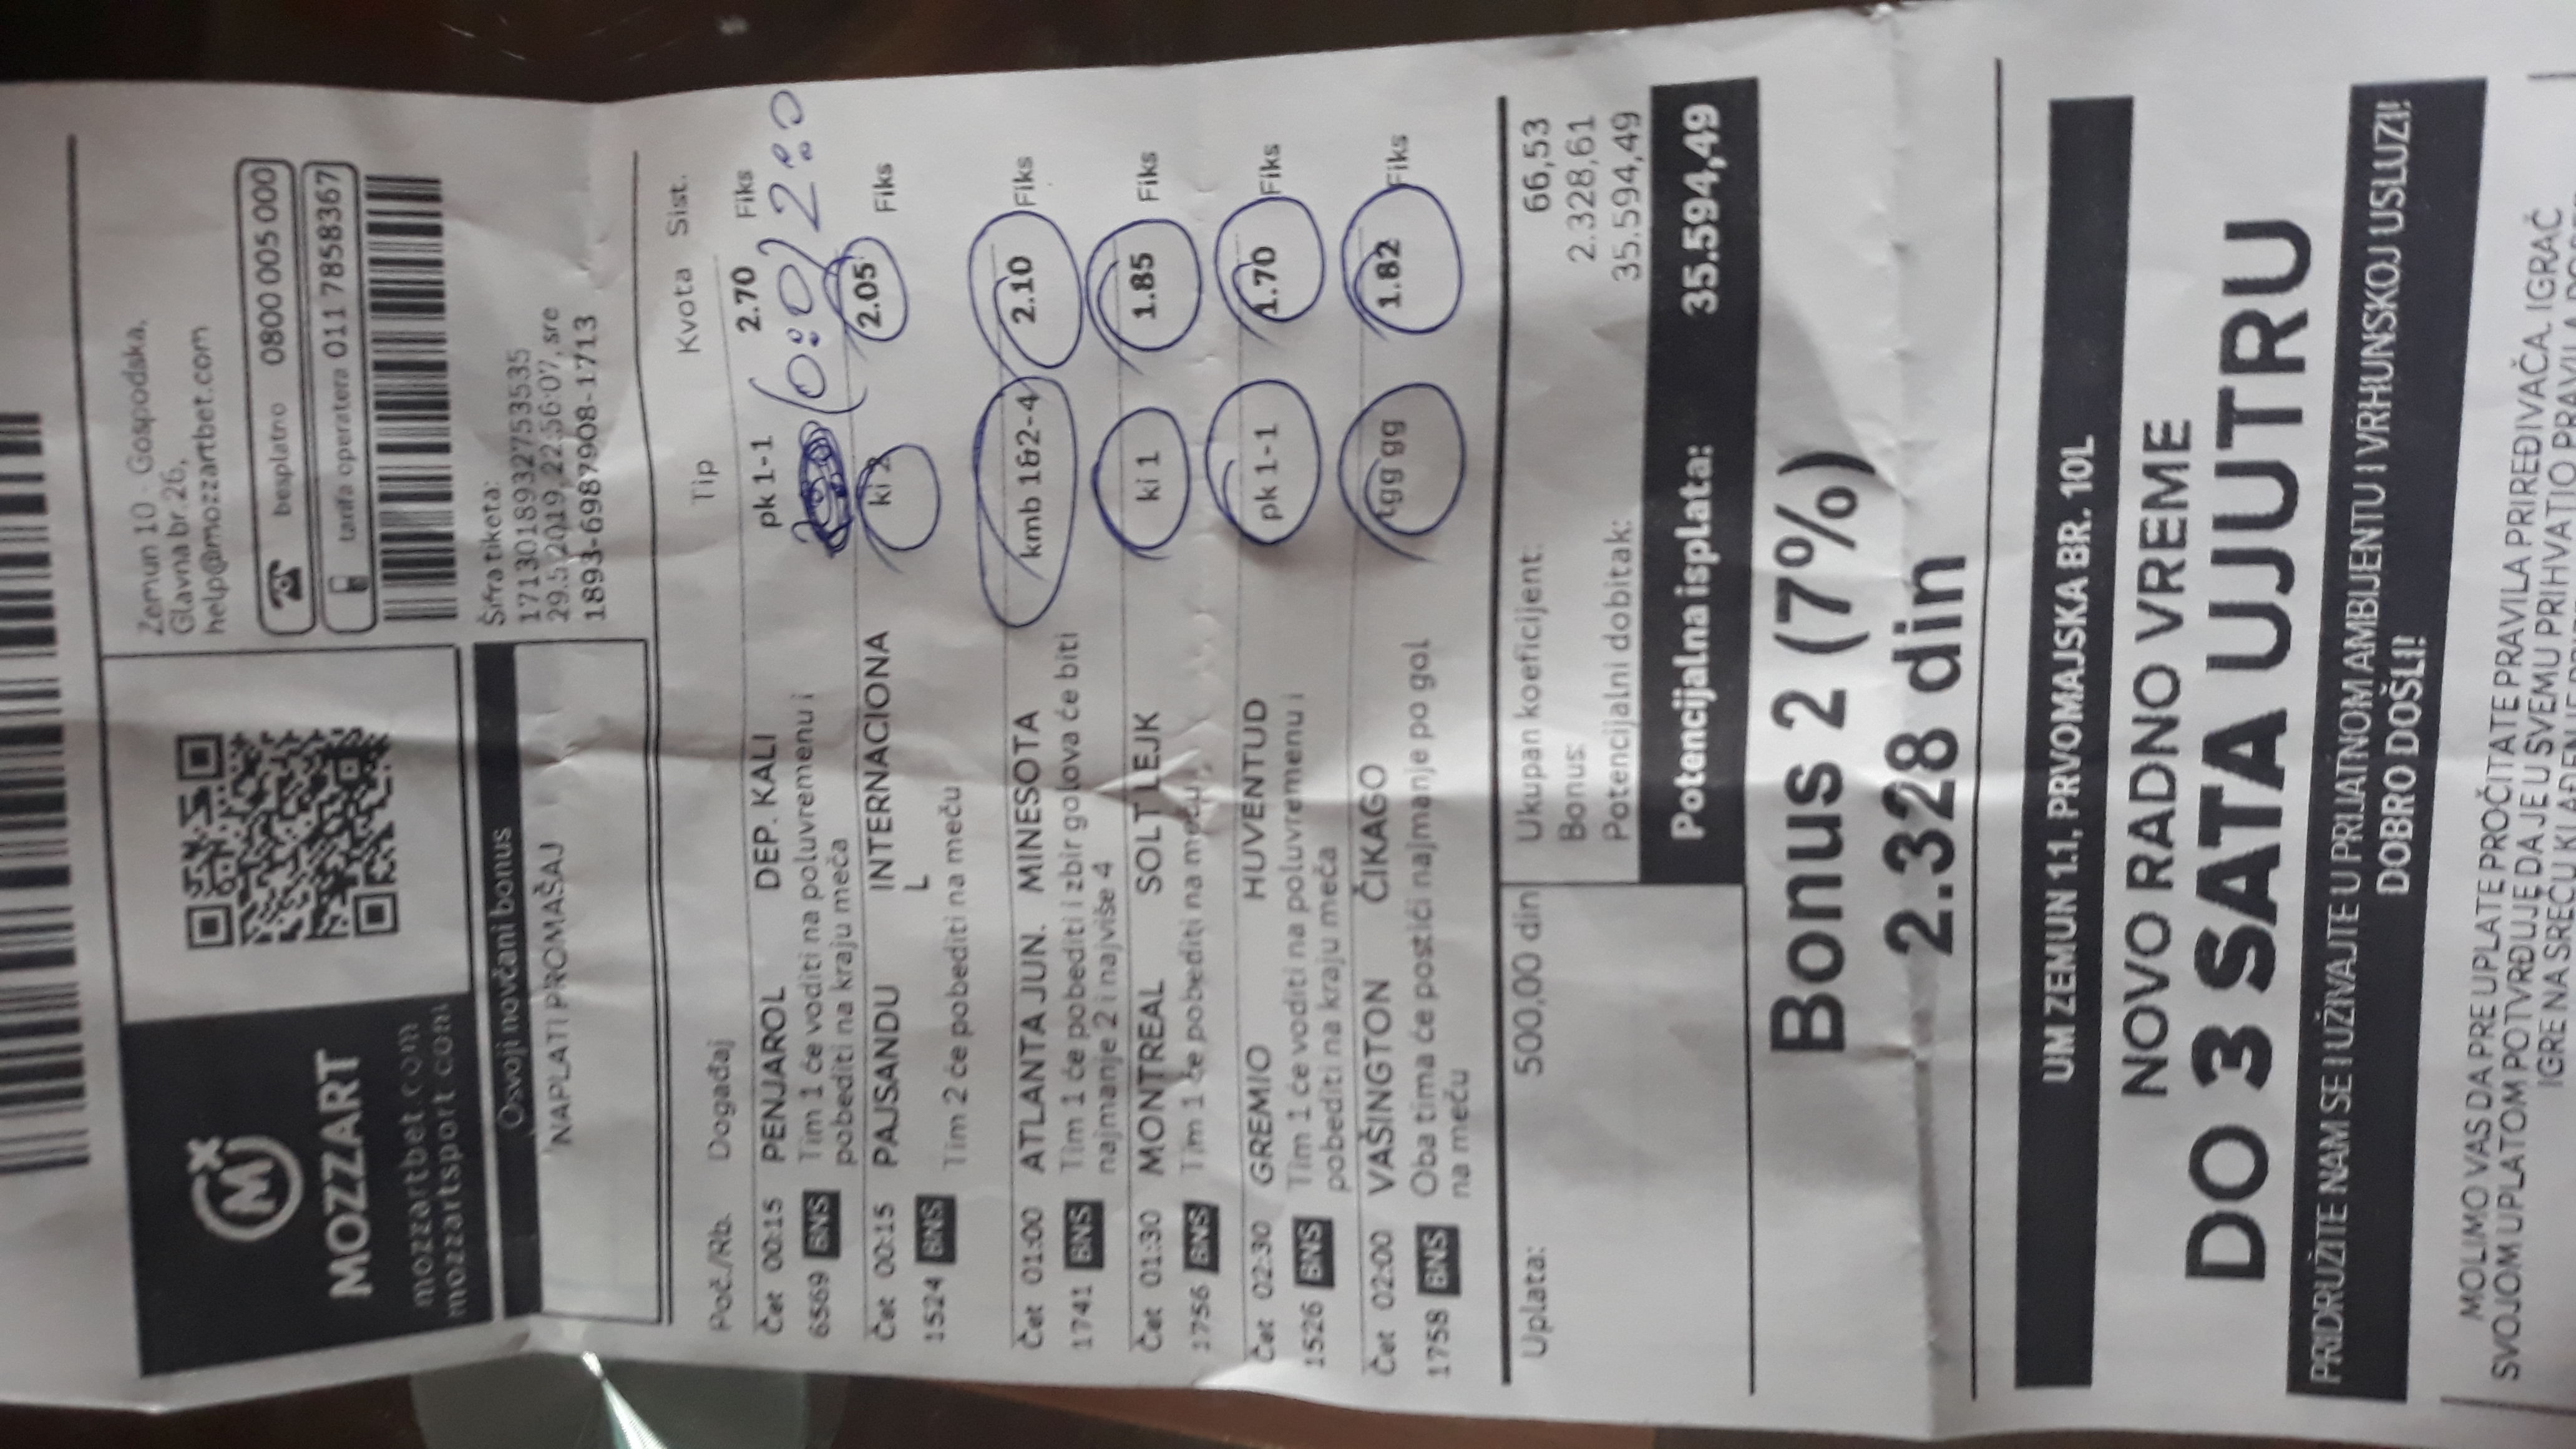 MOZZART
mozzartbet.com
mozzartsport.com
Zemun 10 - Gospodska,
Glavna br.26,
help@mozzartbet.com
besplatno 0800 005 000
tarifa operatera 011 7858367
Osvoji novčani bonus
NAPLATI PROMAŠAJ
Šifra tiketa:
1713018932753535
29.5.2019, 22:56:07, sre
1893-6987908-1713
Poč./Rb. Događaj Tip Kvota Sist.
Čet 00:15 PENJAROL DEP. KALI pk 1-1 2.70 Fiks
6569 BNS Tim 1 će voditi na poluvremenu i
pobediti na kraju meča
(0:0) 2:0
Čet 00:15 PAJSANDU INTERNACIONA ki 2 2.05 Fiks
L
1524 BNS Tim 2 će pobediti na meču
Čet 01:00 ATLANTA JUN. MINESOTA kmb 1&2-4 2.10 Fiks
1741 BNS Tim 1 će pobediti i zbir golova će biti
najmanje 2 i najviše 4
Čet 01:30 MONTREAL SOLT LEJK ki 1 1.85 Fiks
1756 BNS Tim 1 će pobediti na meču
Čet 02:30 GREMIO HUVENTUD pk 1-1 1.70 Fiks
1526 BNS Tim 1 će voditi na poluvremenu i
pobediti na kraju meča
Čet 02:00 VAŠINGTON ČIKAGO tgg gg 1.82 Fiks
1758 BNS Oba tima će postići najmanje po gol
na meču
Uplata: 500,00 din
Ukupan koeficijent: 66,53
Bonus: 2.328,61
Potencijalni dobitak: 35.594,49
Potencijalna isplata: 35.594,49
Bonus 2 (7%)
2.328 din
UM ZEMUN 1.1, PRVOMAJSKA BR. 10L
NOVO RADNO VREME
DO 3 SATA UJUTRU
PRIDRUŽITE NAM SE I UŽIVAJTE U PRIJATNOM AMBIJENTU I VRHUNSKOJ USLUZI!
DOBRO DOŠLI!
MOLIMO VAS DA PRE UPLATE PROČITATE PRAVILA PRIREĐIVAČA. IGRAČ
SVOJOM UPLATOM POTVRĐUJE DA JE U SVEMU PRIHVATIO PRAVILA
IGRE NA SREĆU